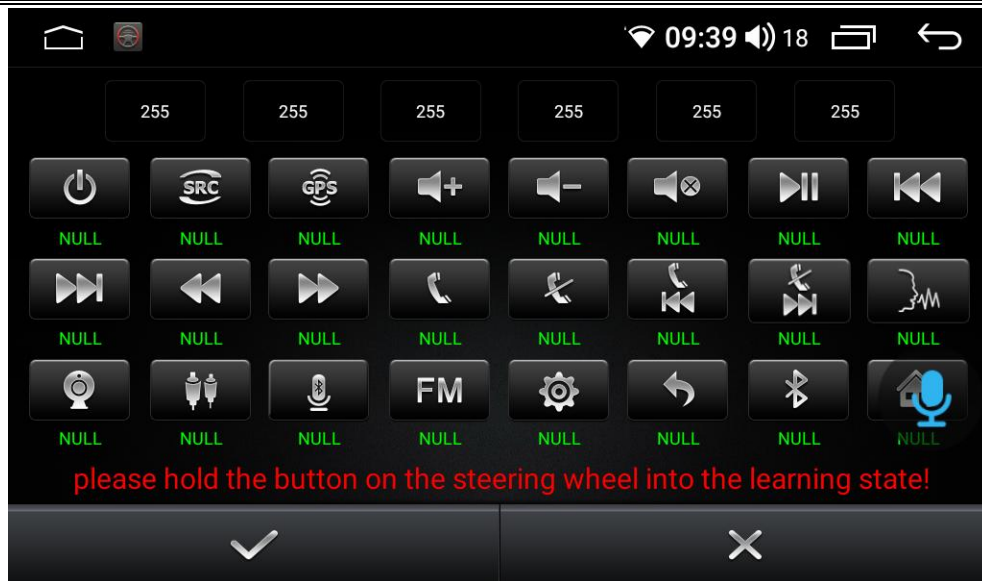 09:39 18
255 255 255 255 255 255
SRC GPS
NULL NULL NULL NULL NULL NULL NULL NULL
NULL NULL NULL NULL NULL NULL NULL NULL
FM
NULL NULL NULL NULL NULL NULL NULL NULL
please hold the button on the steering wheel into the learning state!